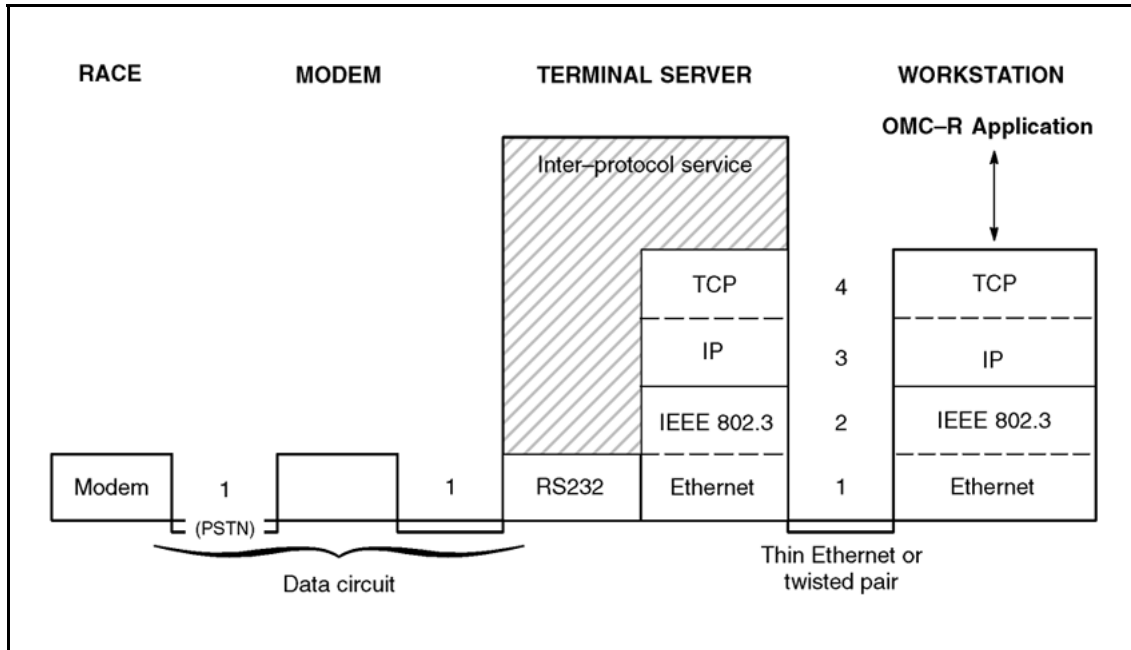 RACE
MODEM
TERMINAL SERVER
WORKSTATION
OMC–R Application
Inter–protocol service
TCP
4
TCP
IP
3
IP
IEEE 802.3
2
IEEE 802.3
Modem
1
1
RS232
Ethernet
1
Ethernet
(PSTN)
Data circuit
Thin Ethernet or
twisted pair